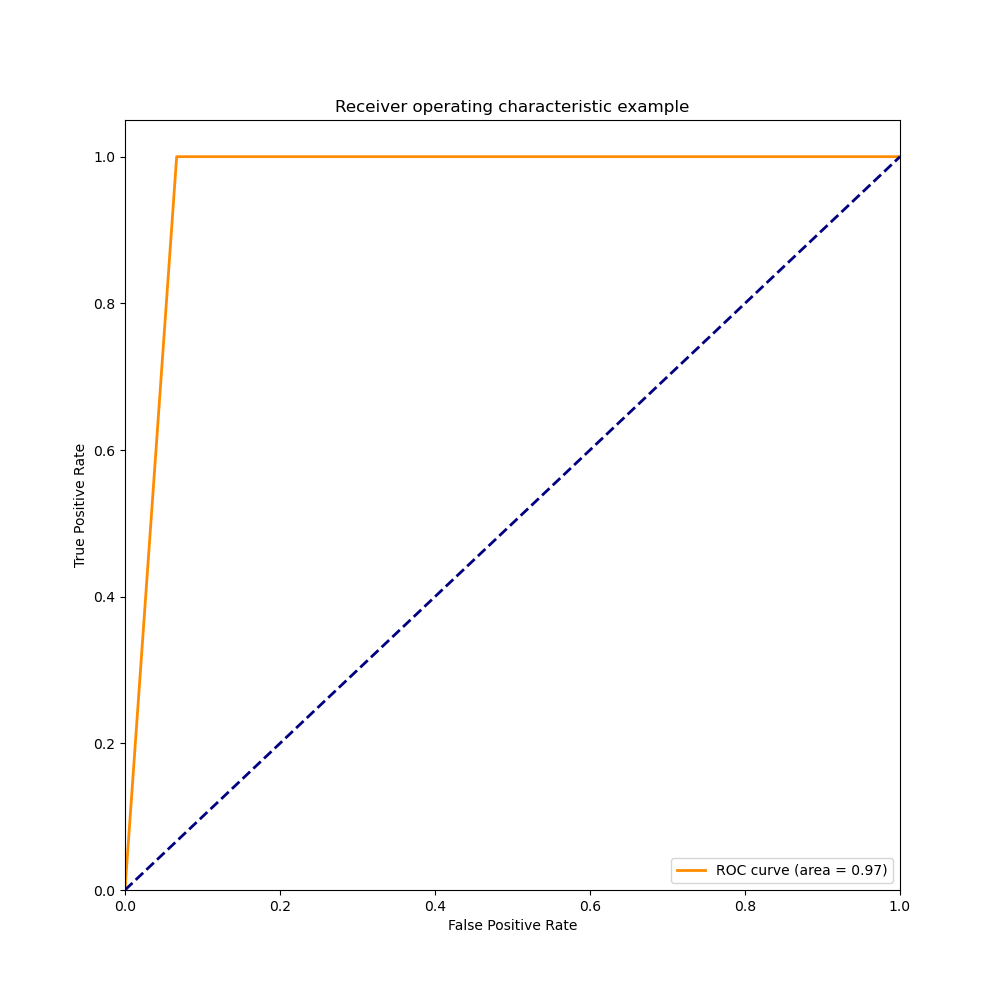 Receiver operating characteristic example
1.0
0.8
0.6
0.4
0.2
0.0
True Positive Rate
ROC curve (area = 0.97)
0.0 0.2 0.4 0.6 0.8 1.0
False Positive Rate